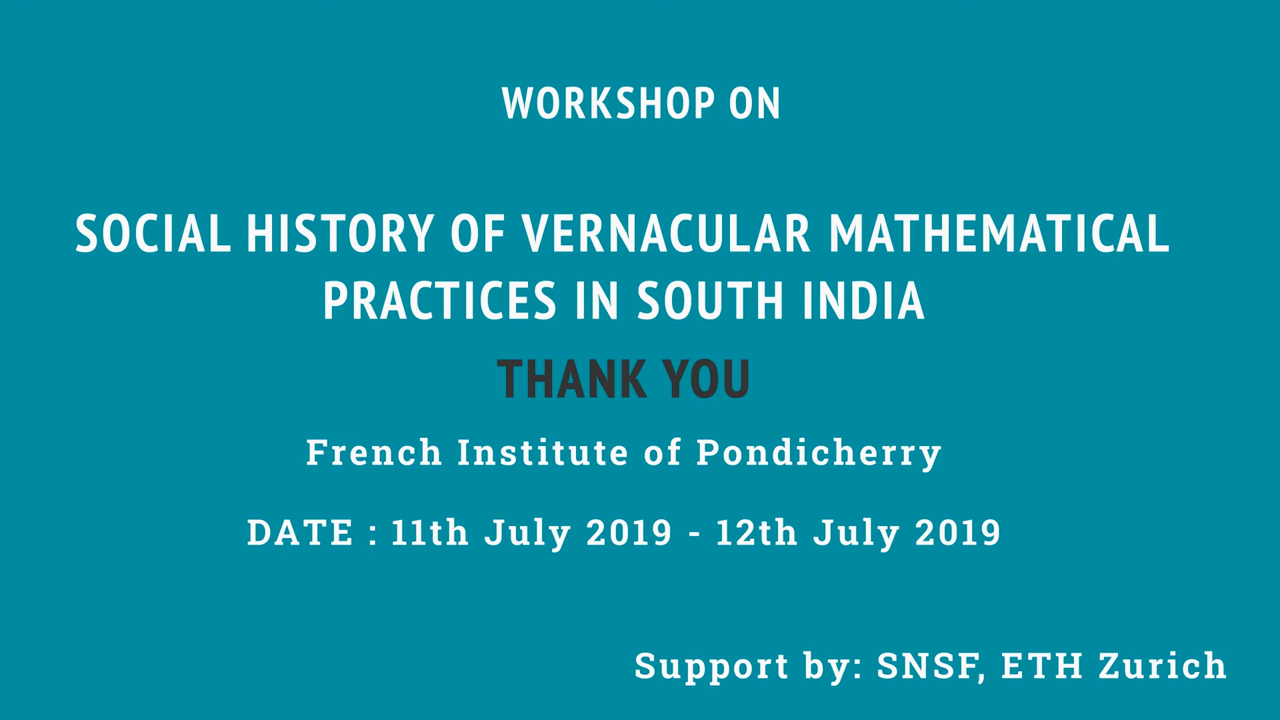 WORKSHOP ON
SOCIAL HISTORY OF VERNACULAR MATHEMATICAL
PRACTICES IN SOUTH INDIA
THANK YOU
French Institute of Pondicherry
DATE : 11th July 2019 - 12th July 2019
Support by: SNSF, ETH Zurich